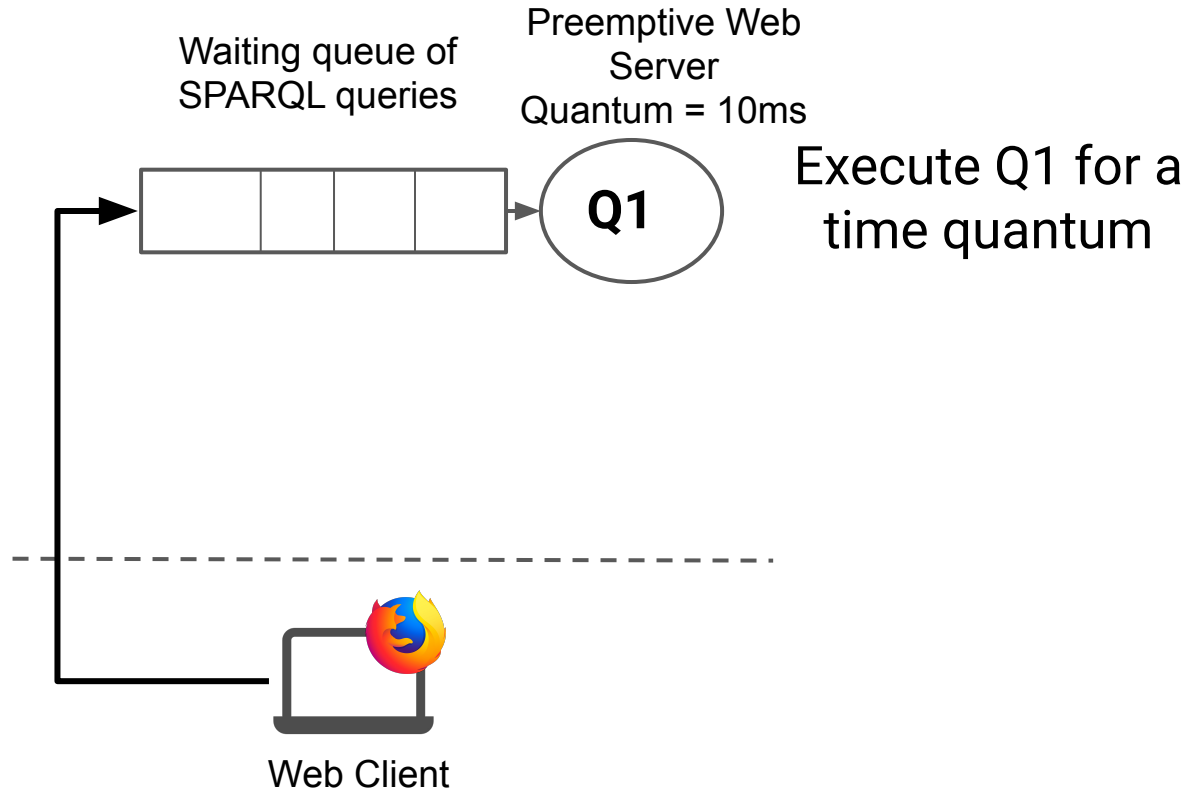 Waiting queue of
SPARQL queries
Preemptive Web
Server
Quantum = 10ms
Execute Q1 for a
time quantum
Q1
Web Client